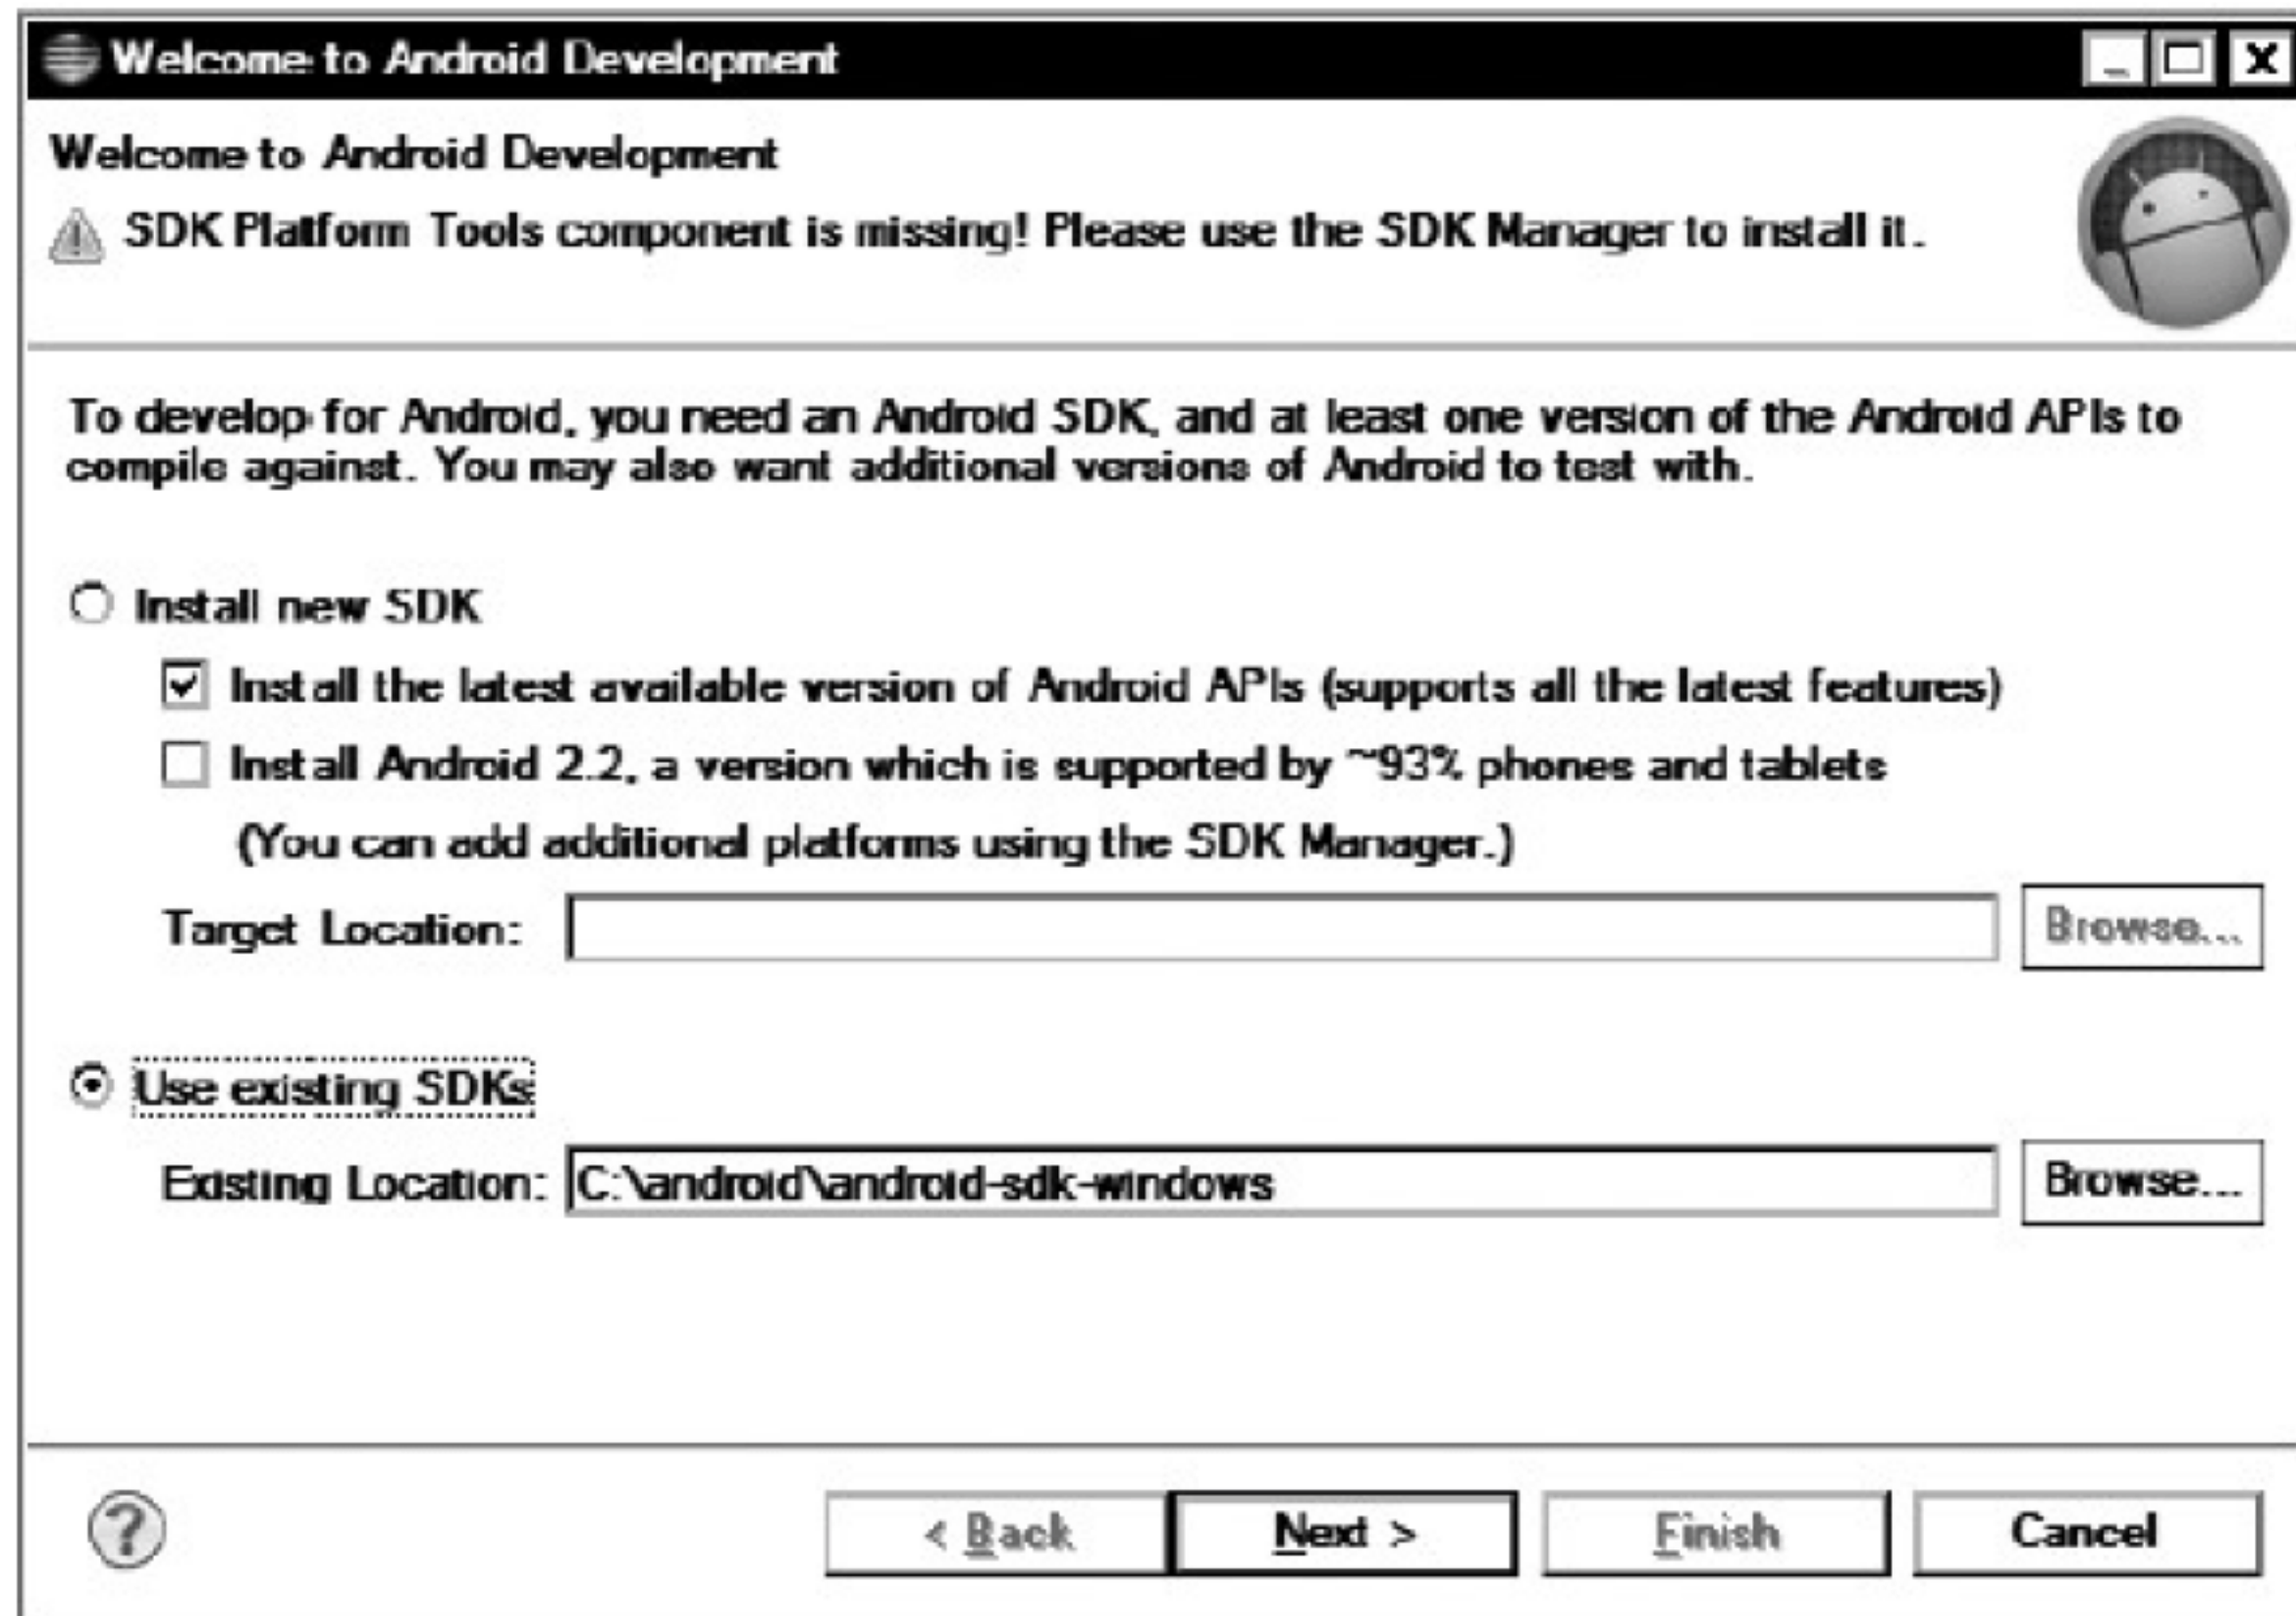 Welcome to Android Development
Welcome to Android Development
SDK Platform Tools component is missing! Please use the SDK Manager to install it.
To develop for Android, you need an Android SDK, and at least one version of the Android APIs to
compile against. You may also want additional versions of Android to test with.
Install new SDK
Install the latest available version of Android APIs (supports all the latest features)
Install Android 2.2, a version which is supported by ~93% phones and tablets
(You can add additional platforms using the SDK Manager.)
Target Location: Browse...
Use existing SDKs
Existing Location: C:\android\android-sdk-windows Browse...
? < Back Next > Finish Cancel